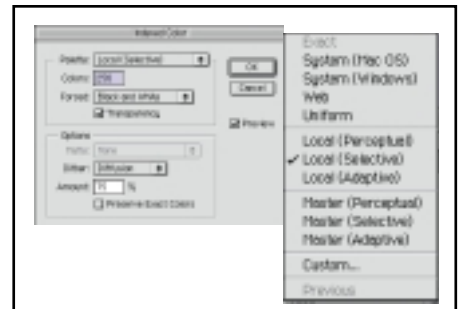 Indexed Color
Palette: Local (Selective)
Colors: 256
Forced: Black and White
Transparency
Options
Matte: None
Dither: Diffusion
Amount: 75 %
Preserve Exact Colors
OK
Cancel
Preview
Exact
System (Mac OS)
System (Windows)
Web
Uniform
Local (Perceptual)
✓ Local (Selective)
Local (Adaptive)
Master (Perceptual)
Master (Selective)
Master (Adaptive)
Custom...
Previous